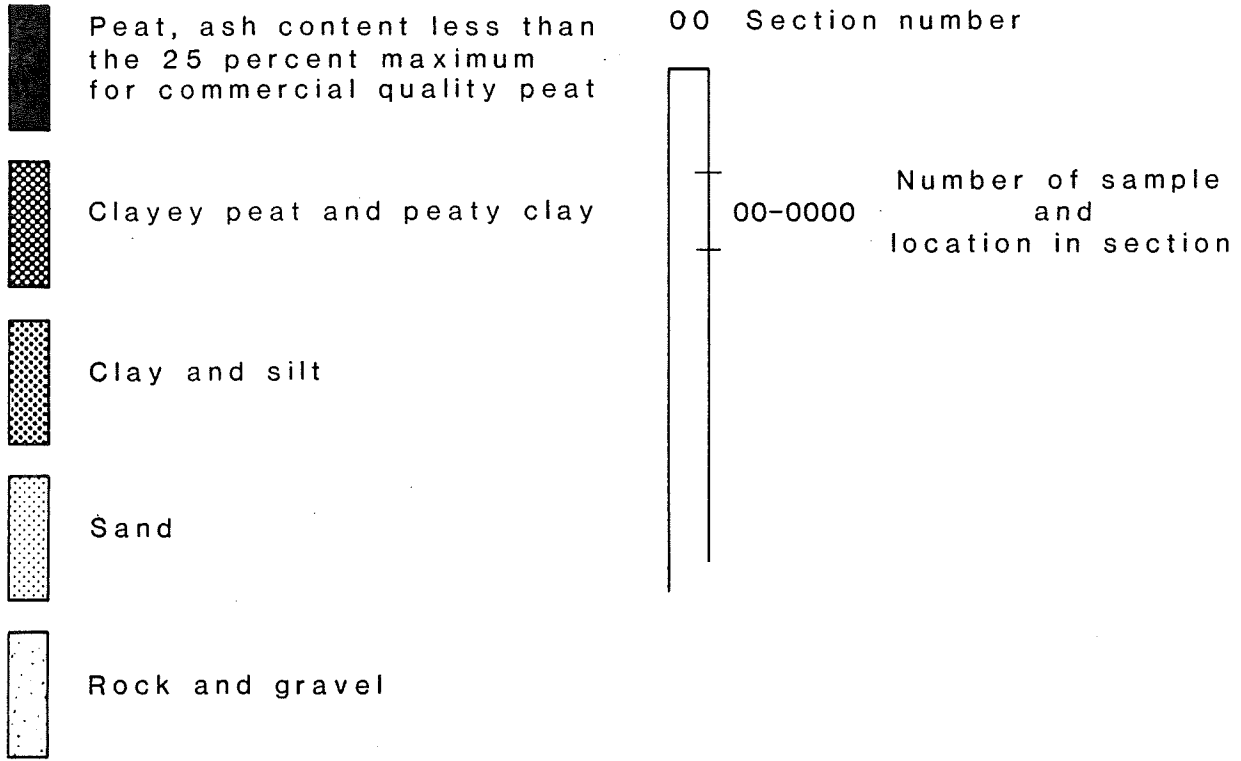 Peat, ash content less than
the 25 percent maximum
for commercial quality peat
Clayey peat and peaty clay
Clay and silt
Sand
Rock and gravel
00 Section number
00-0000
Number of sample
and
location in section